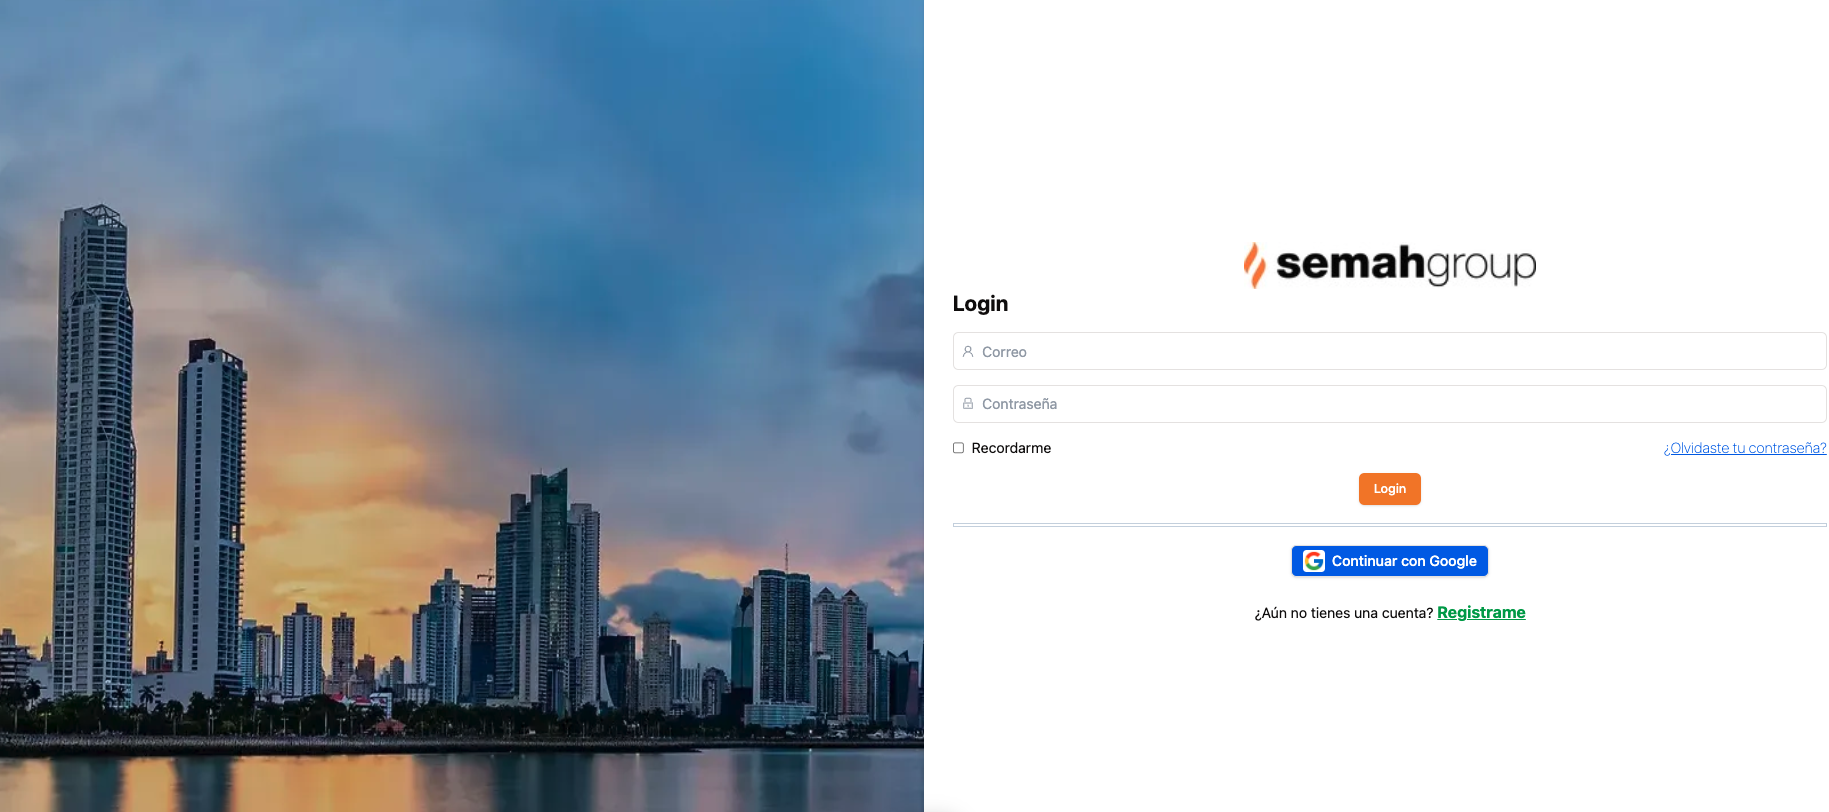 semahgroup
Login
Correo
Contraseña
Recordarme
¿Olvidaste tu contraseña?
Login
Continuar con Google
¿Aún no tienes una cuenta? Registrame